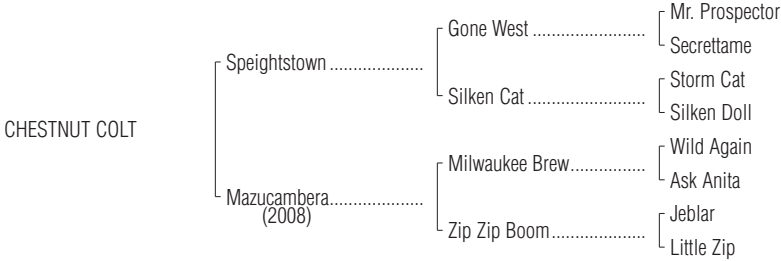 Mr. Prospector
Gone West ........................
Secrettame
Speightstown ....................
Storm Cat
Silken Cat .........................
Silken Doll
CHESTNUT COLT
Wild Again
Milwaukee Brew................
Ask Anita
Mazucambera....................
(2008)
Jeblar
Zip Zip Boom....................
Little Zip